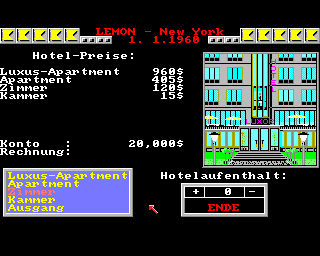 LEMON - New York
1. 1.1960
Hotel-Preise:
Luxus-Apartment 960$
Apartment 405$
Zimmer 120$
Kammer 15$
LUXOR
Konto : 20,000$
Rechnung:
Luxus-Apartment
Apartment
Zimmer
Kammer
Ausgang
Hotelaufenthalt:
+ 0 -
ENDE